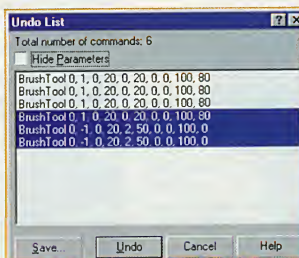 Undo List
Total number of commands: 6
Hide Parameters
BrushTool 0, 1, 0, 20, 0, 20, 0, 0, 100, 80
BrushTool 0, 1, 0, 20, 0, 20, 0, 0, 100, 80
BrushTool 0, 1, 0, 20, 0, 20, 0, 0, 100, 80
BrushTool 0, 1, 0, 20, 0, 20, 0, 0, 100, 80
BrushTool 0, -1, 0, 20, 2, 50, 0, 0, 100, 0
BrushTool 0, -1, 0, 20, 2, 50, 0, 0, 100, 0
Save... Undo Cancel Help